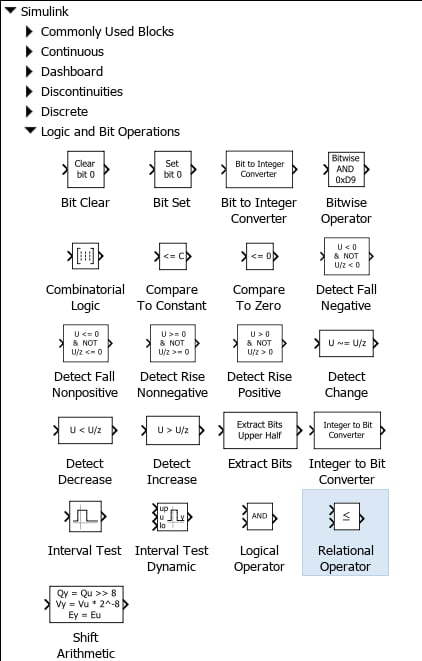 Simulink
Commonly Used Blocks
Continuous
Dashboard
Discontinuities
Discrete
Logic and Bit Operations
Clear
bit 0
Bit Clear
Set
bit 0
Bit Set
Bit to Integer
Converter
Bit to Integer
Converter
Bitwise
AND
0xD9
Bitwise
Operator
Combinatorial
Logic
<= C
Compare
To Constant
<= 0
Compare
To Zero
U < 0
& NOT
U/z < 0
Detect Fall
Negative
U <= 0
& NOT
U/z <= 0
Detect Fall
Nonpositive
U >= 0
& NOT
U/z >= 0
Detect Rise
Nonnegative
U > 0
& NOT
U/z > 0
Detect Rise
Positive
U ~= U/z
Detect
Change
U < U/z
Detect
Decrease
U > U/z
Detect
Increase
Extract Bits
Upper Half
Extract Bits
Integer to Bit
Converter
Integer to Bit
Converter
Interval Test
up
u
lo
y
Interval Test
Dynamic
AND
Logical
Operator
≤
Relational
Operator
Qy = Qu >> 8
Vy = Vu * 2^-8
Ey = Eu
Shift
Arithmetic